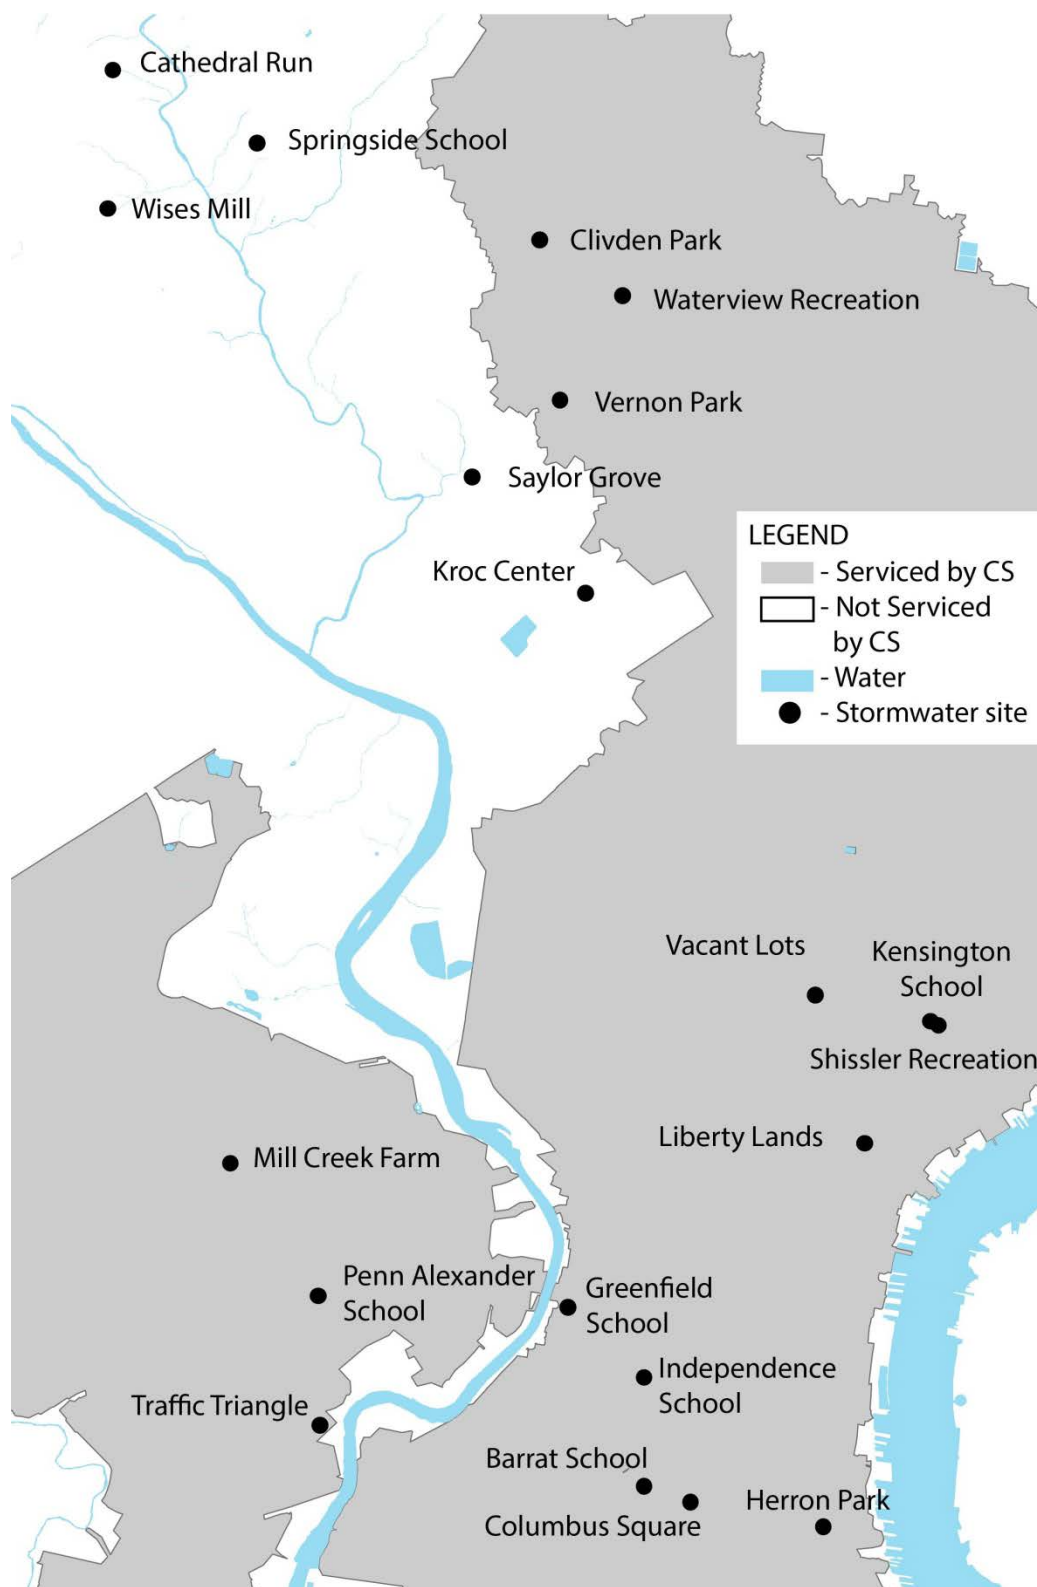 Cathedral Run
Springside School
Wises Mill
Clivden Park
Waterview Recreation
Vernon Park
Saylor Grove
Kroc Center
LEGEND
- Serviced by CS
- Not Serviced
by CS
- Water
- Stormwater site
Vacant Lots
Kensington
School
Shissler Recreation
Liberty Lands
Mill Creek Farm
Penn Alexander
School
Greenfield
School
Independence
School
Traffic Triangle
Barrat School
Columbus Square
Herron Park